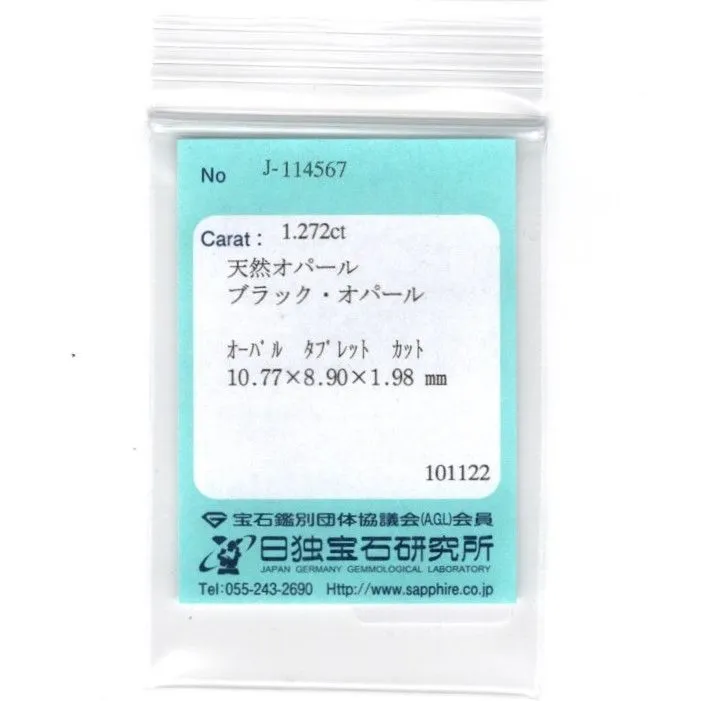 No J-114567
Carat : 1.272ct
天然オパール
ブラック・オパール
ｵｰﾊﾞﾙ ﾀﾌﾞﾚｯﾄ ｶｯﾄ
10.77×8.90×1.98 mm
101122
宝石鑑別団体協議会(AGL)会員
日独宝石研究所
JAPAN GERMANY GEMMOLOGICAL LABORATORY
Tel:055-243-2690 Http://www.sapphire.co.jp